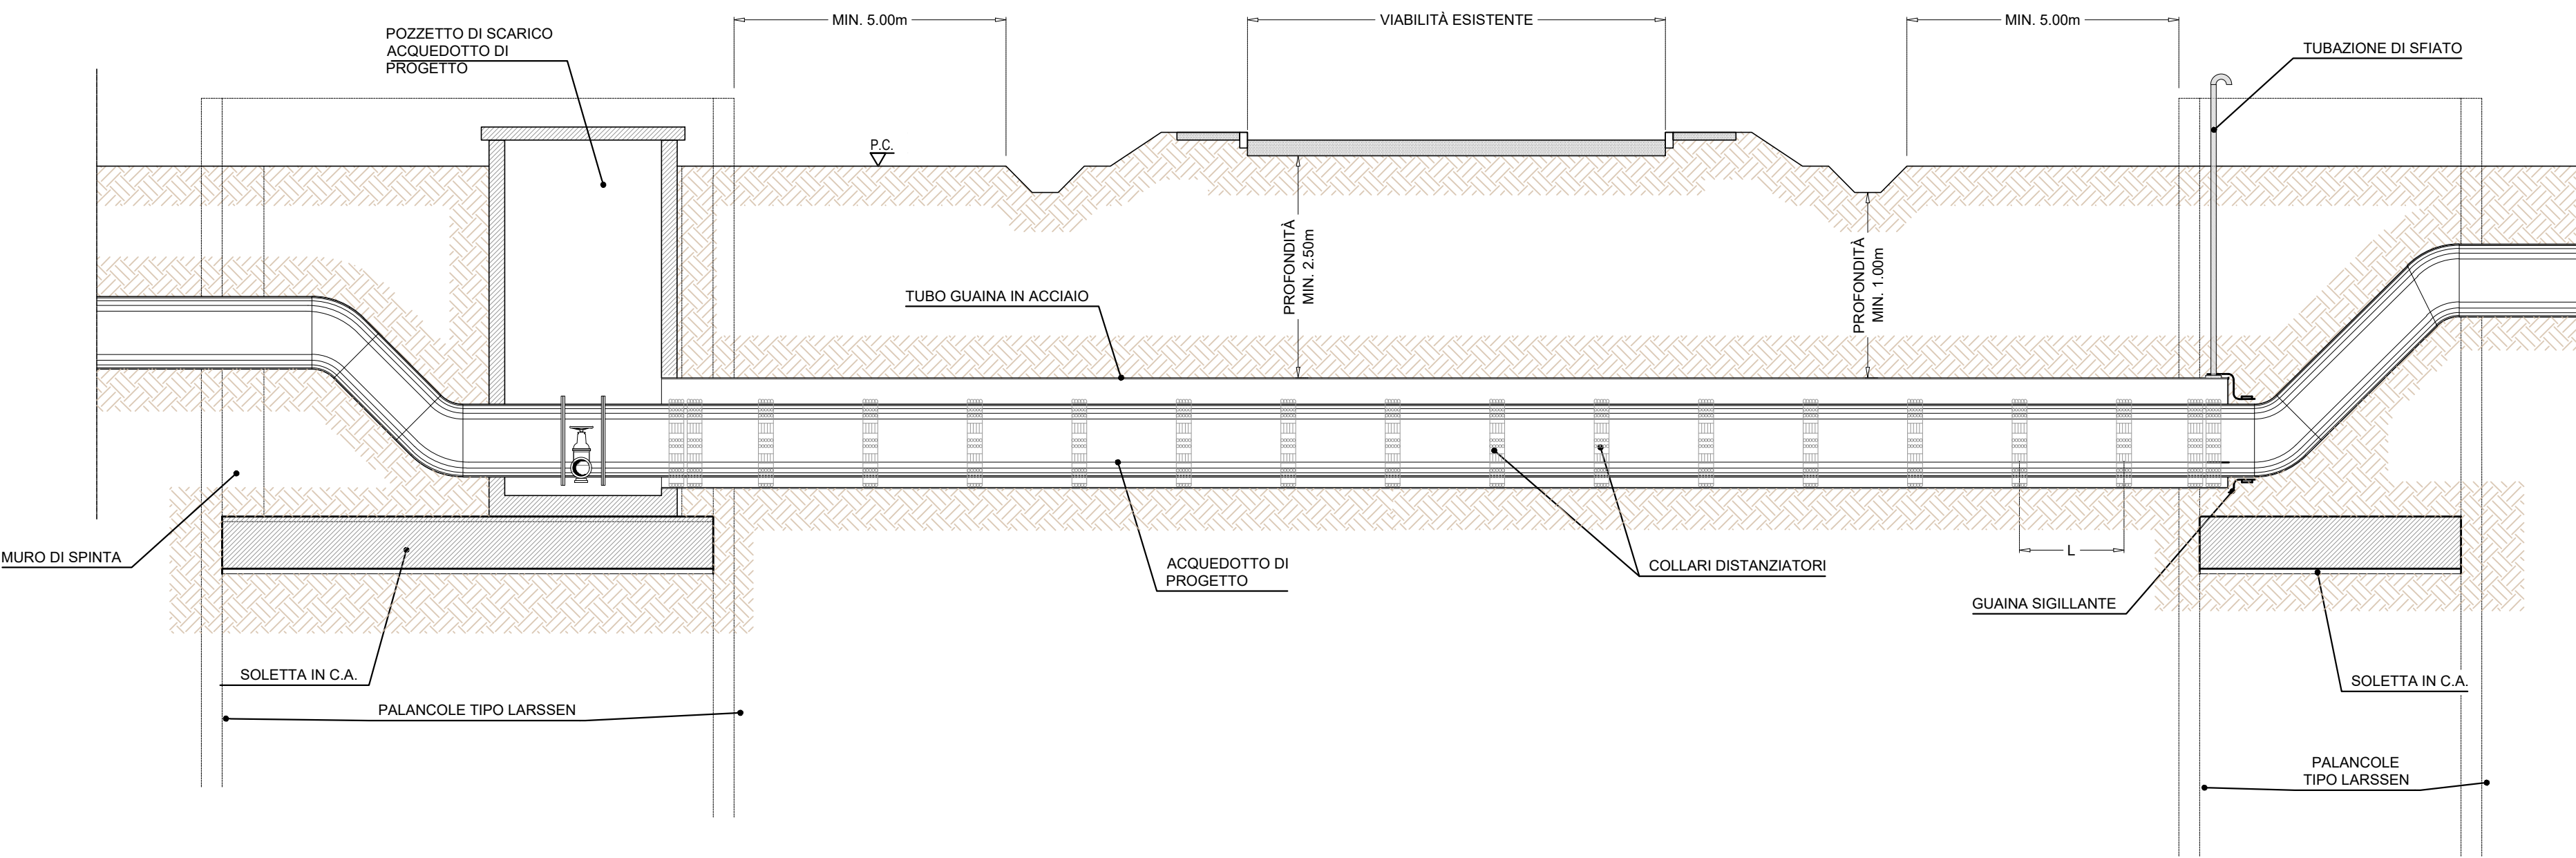 MIN. 5.00m
VIABILITÀ ESISTENTE
MIN. 5.00m
POZZETTO DI SCARICO
ACQUEDOTTO DI
PROGETTO
TUBAZIONE DI SFIATO
P.C.
PROFONDITÀ
MIN. 2.50m
PROFONDITÀ
MIN. 1.00m
TUBO GUAINA IN ACCIAIO
MURO DI SPINTA
ACQUEDOTTO DI
PROGETTO
COLLARI DISTANZIATORI
L
GUAINA SIGILLANTE
SOLETTA IN C.A.
SOLETTA IN C.A.
PALANCOLE TIPO LARSSEN
PALANCOLE
TIPO LARSSEN